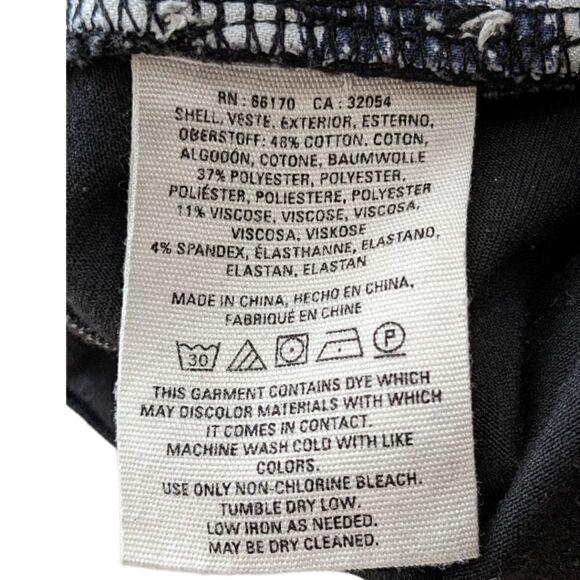 RN : 66170 CA : 32054
SHELL, VESTE, EXTERIOR, ESTERNO,
OBERSTOFF: 48% COTTON, COTON,
ALGODÓN, COTONE, BAUMWOLLE
37% POLYESTER, POLYESTER,
POLIÉSTER, POLIESTERE, POLYESTER
11% VISCOSE, VISCOSE, VISCOSA,
VISCOSA, VISKOSE
4% SPANDEX, ÉLASTHANNE, ELASTANO,
ELASTAN, ELASTAN
MADE IN CHINA, HECHO EN CHINA,
FABRIQUÉ EN CHINE
30 P
THIS GARMENT CONTAINS DYE WHICH
MAY DISCOLOR MATERIALS WITH WHICH
IT COMES IN CONTACT.
MACHINE WASH COLD WITH LIKE
COLORS.
USE ONLY NON-CHLORINE BLEACH.
TUMBLE DRY LOW.
LOW IRON AS NEEDED.
MAY BE DRY CLEANED.